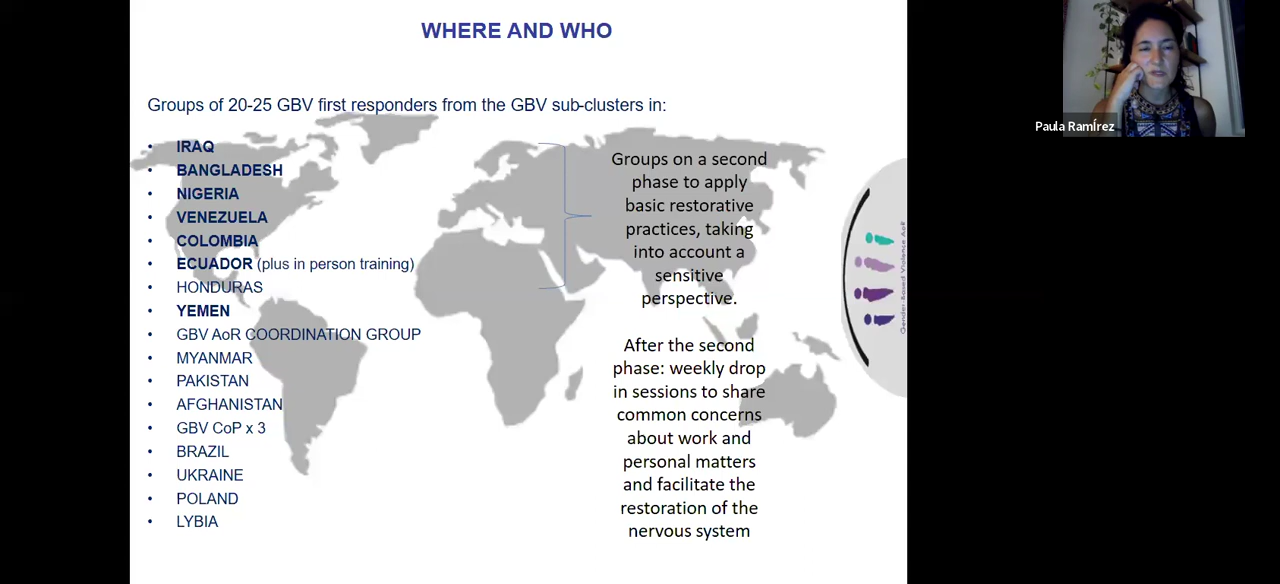 WHERE AND WHO
Groups of 20-25 GBV first responders from the GBV sub-clusters in:
• IRAQ
• BANGLADESH
• NIGERIA
• VENEZUELA
• COLOMBIA
• ECUADOR (plus in person training)
• HONDURAS
• YEMEN
• GBV AoR COORDINATION GROUP
• MYANMAR
• PAKISTAN
• AFGHANISTAN
• GBV CoP x 3
• BRAZIL
• UKRAINE
• POLAND
• LYBIA
Groups on a second
phase to apply
basic restorative
practices, taking
into account a
sensitive
perspective.
After the second
phase: weekly drop
in sessions to share
common concerns
about work and
personal matters
and facilitate the
restoration of the
nervous system
Gender-Based Violence AoR
Paula RamÍrez